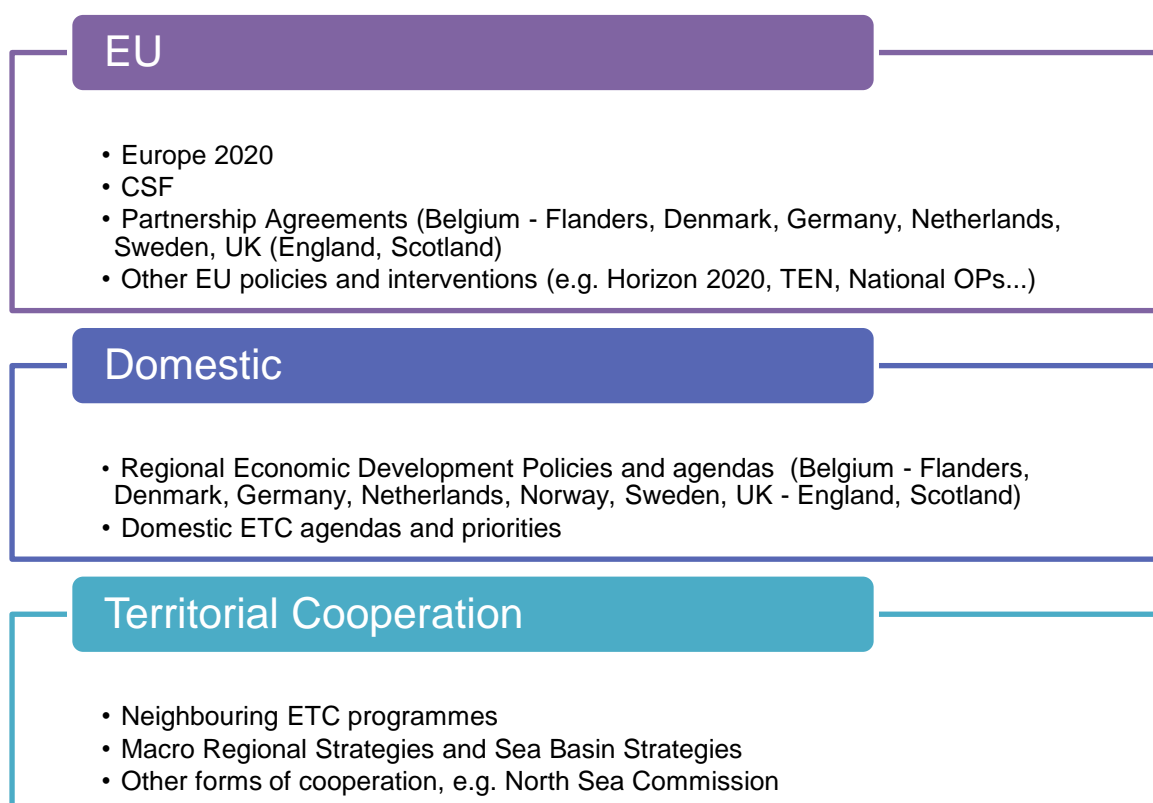 EU
• Europe 2020
• CSF
• Partnership Agreements (Belgium - Flanders, Denmark, Germany, Netherlands,
Sweden, UK (England, Scotland)
• Other EU policies and interventions (e.g. Horizon 2020, TEN, National OPs...)
Domestic
• Regional Economic Development Policies and agendas  (Belgium - Flanders,
Denmark, Germany, Netherlands, Norway, Sweden, UK - England, Scotland)
• Domestic ETC agendas and priorities
Territorial Cooperation
• Neighbouring ETC programmes
• Macro Regional Strategies and Sea Basin Strategies
• Other forms of cooperation, e.g. North Sea Commission